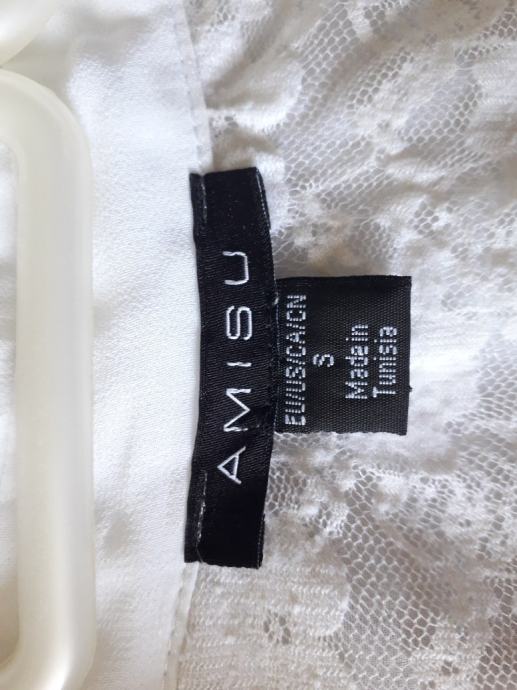 AMISU
EU/US/CA/CN
S
Made in
Tunisia